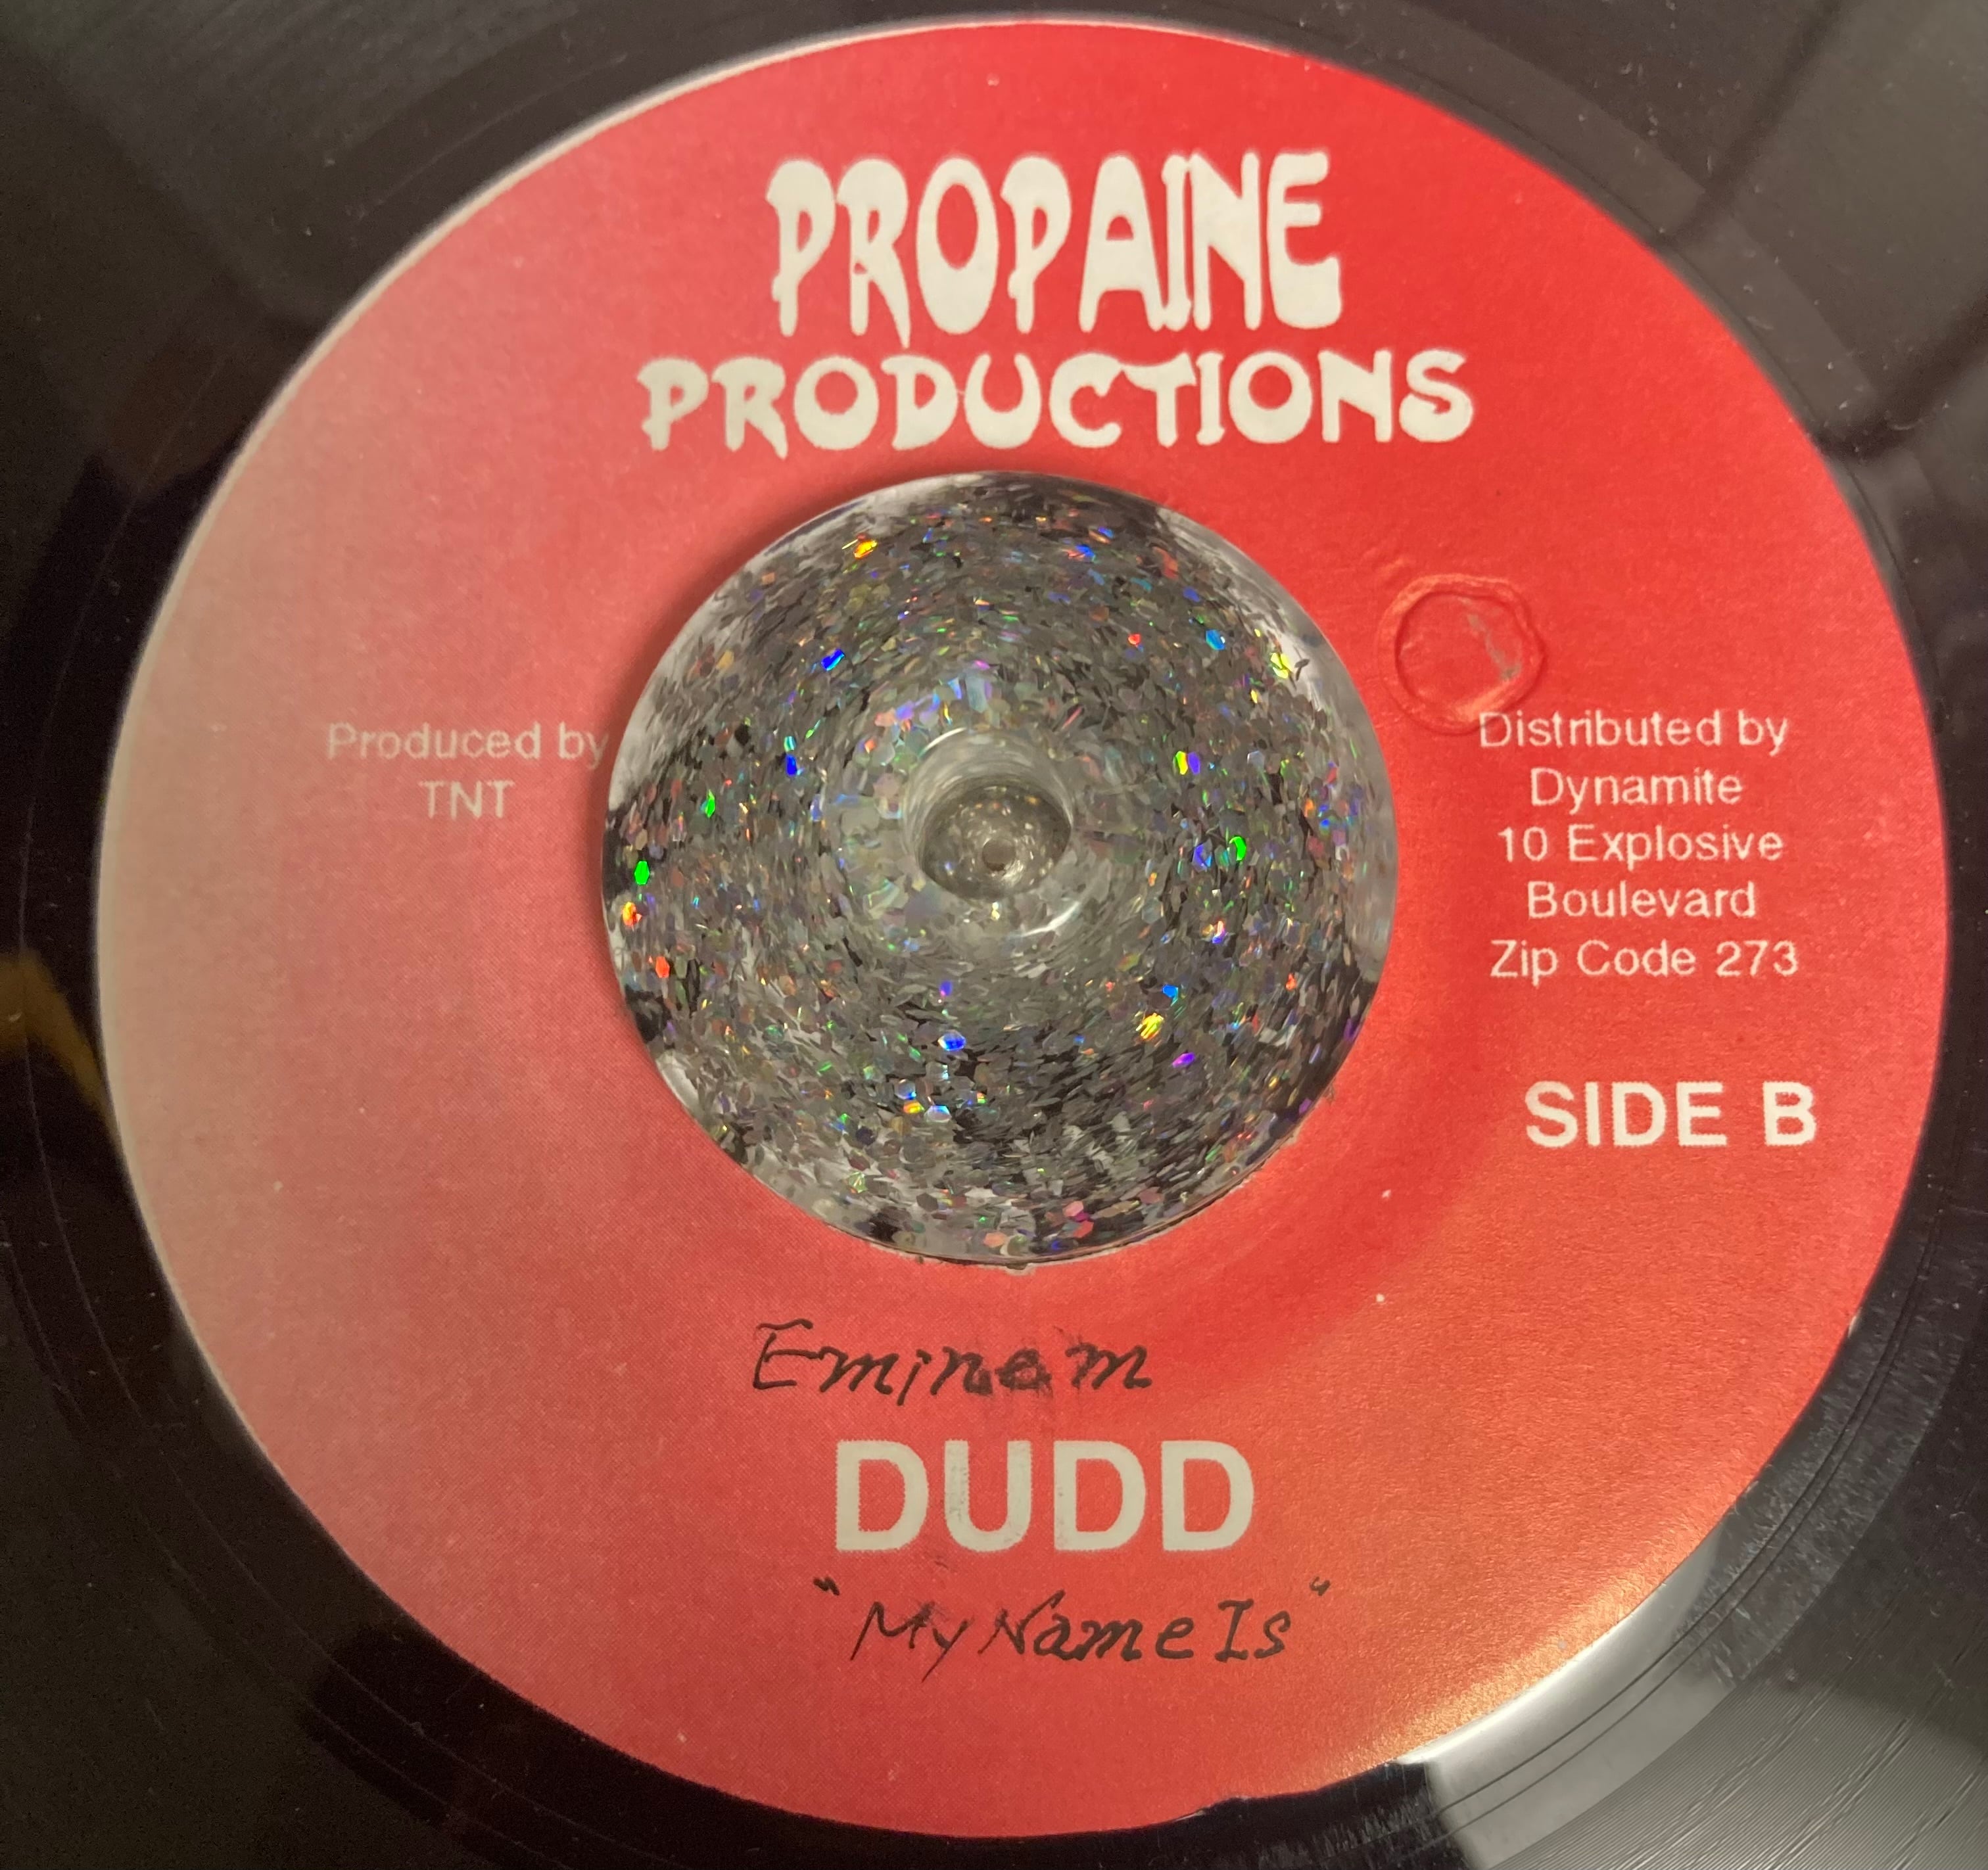 PROPAINE
PRODUCTIONS
Produced by
TNT
Distributed by
Dynamite
10 Explosive
Boulevard
Zip Code 273
SIDE B
Eminem
DUDD
"My Name Is"